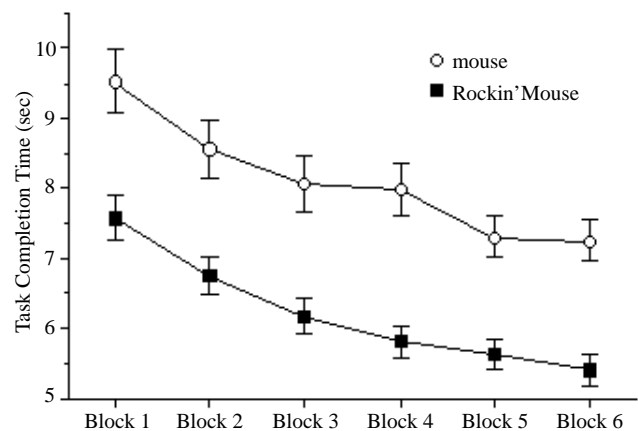 10
9
8
7
6
5
Task Completion Time (sec)
mouse
Rockin'Mouse
Block 1 Block 2 Block 3 Block 4 Block 5 Block 6